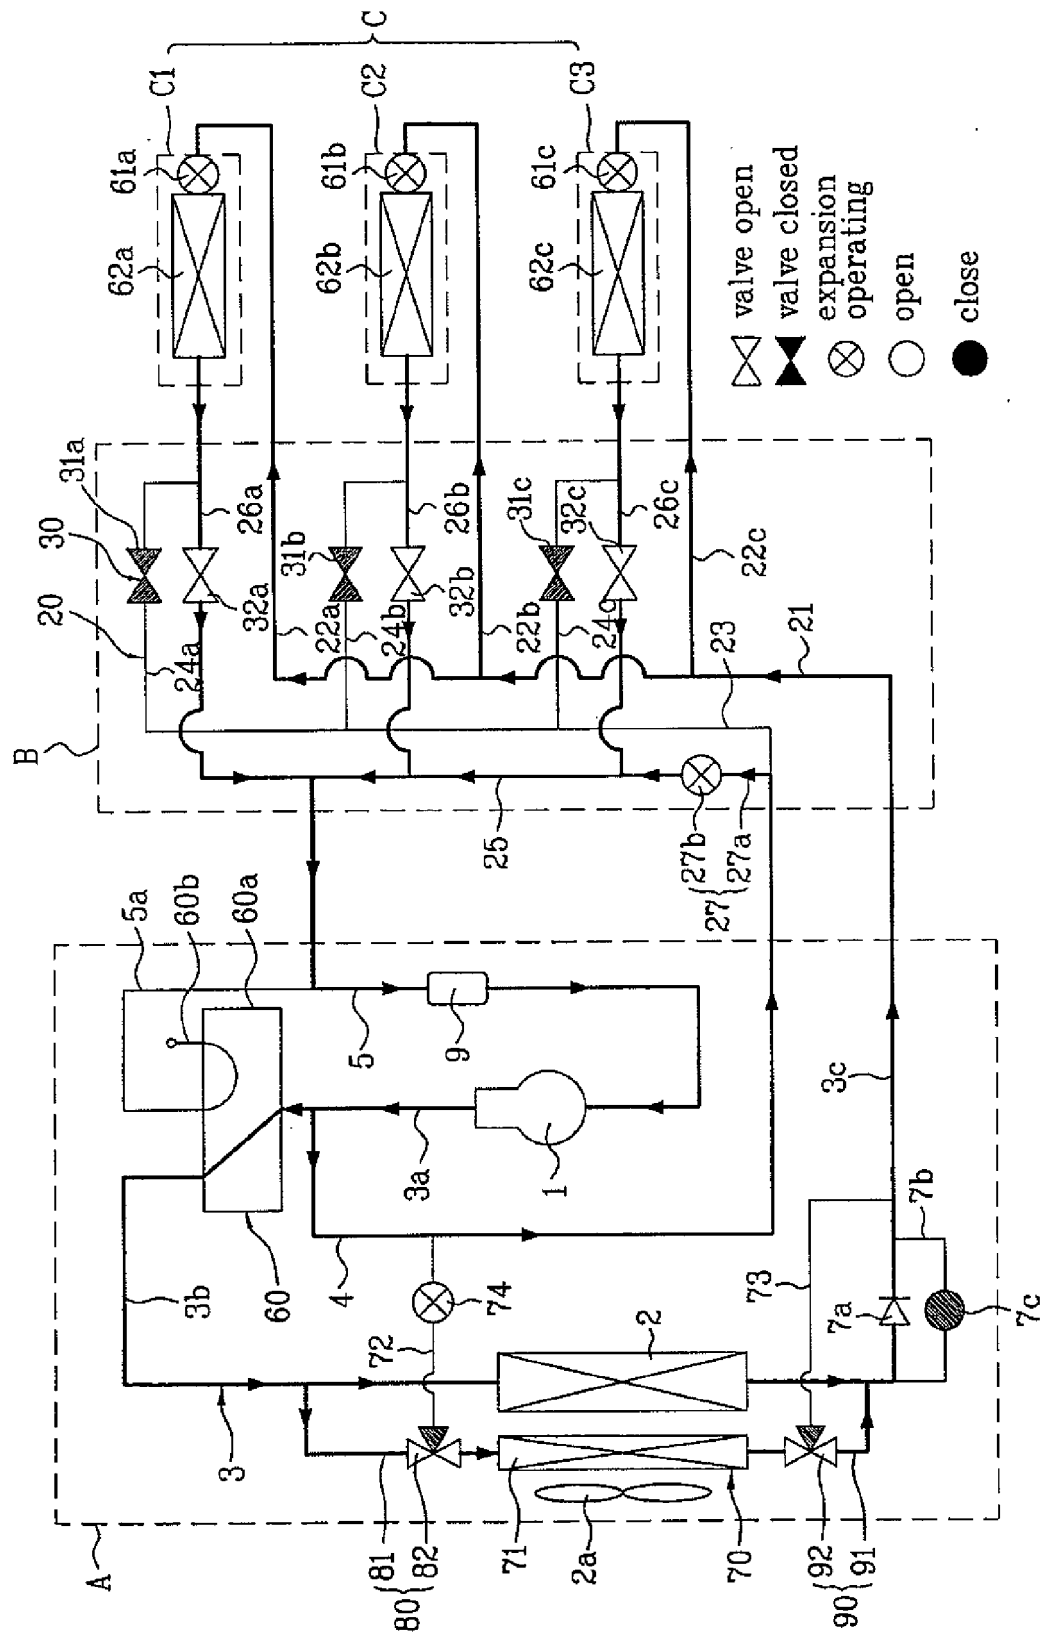 C
C1
C2
C3
61a
61b
61c
62a
62b
62c
valve open
valve closed
expansion
operating
open
close
B
20
30
31a
26a
32a
24a
22a
31b
26b
32b
24b
22b
31c
32c
26c
24c
22c
21
23
25
27
27b
27a
A
5a
60b
60a
5
9
3a
1
3c
3b
60
4
74
72
73
7b
7a
7c
3
2
71
2a
70
80
81
82
90
92
91